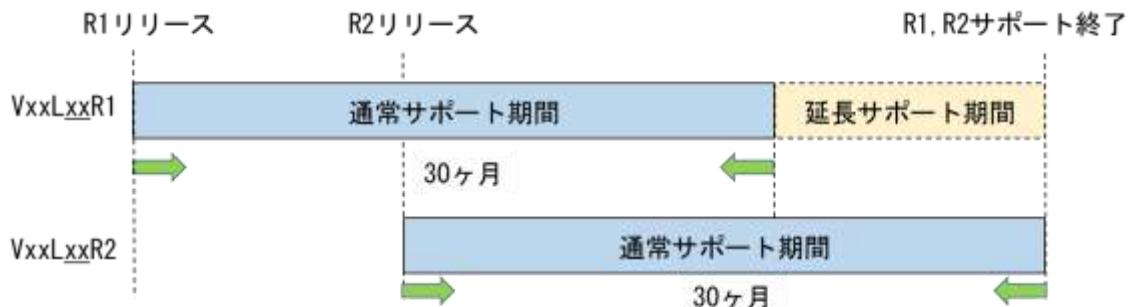 R1リリース R2リリース R1,R2サポート終了
VxxLxxR1 通常サポート期間 延長サポート期間
30ヶ月
VxxLxxR2 通常サポート期間
30ヶ月